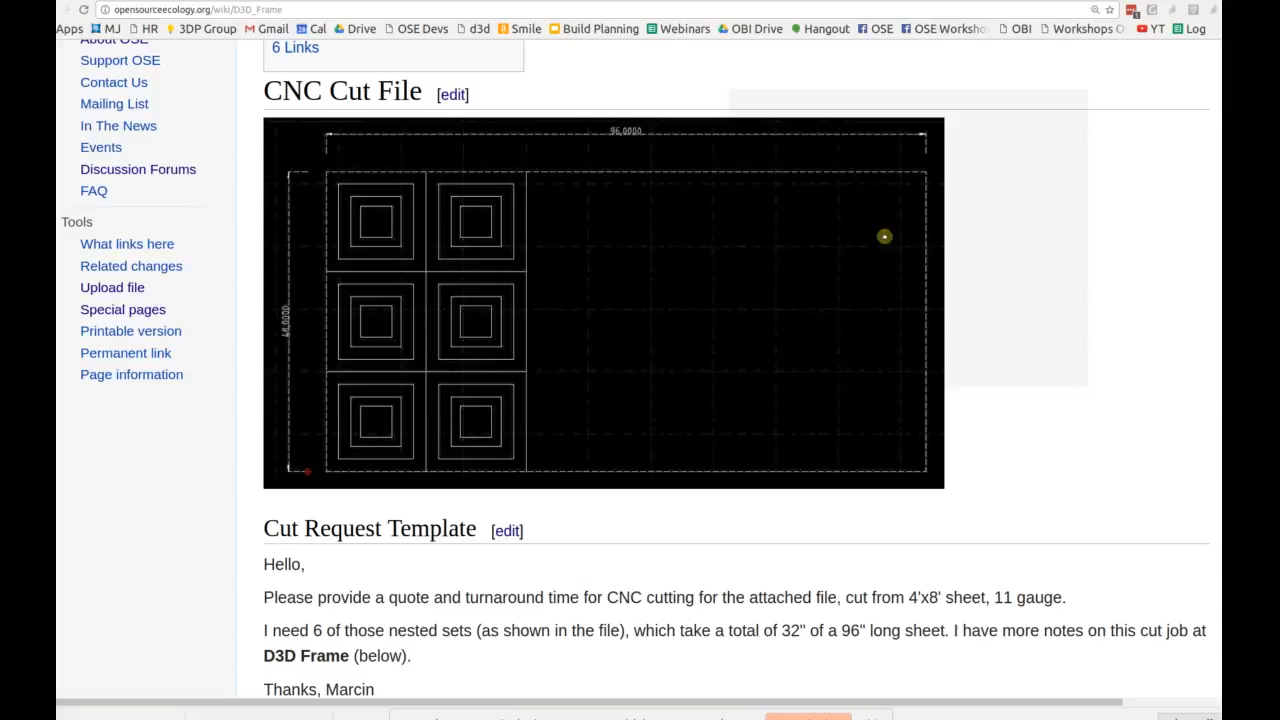 opensourceecology.org/wiki/D3D_Frame
Apps MJ HR 3DP Group Gmail Cal Drive OSE Devs d3d Smile Build Planning Webinars OBI Drive Hangout OSE OSE Worksho OBI Workshops O YT Log
About OSE
Support OSE
Contact Us
Mailing List
In The News
Events
Discussion Forums
FAQ
Tools
What links here
Related changes
Upload file
Special pages
Printable version
Permanent link
Page information
6 Links
CNC Cut File [edit]
96,0000
48,0000
Cut Request Template [edit]
Hello,
Please provide a quote and turnaround time for CNC cutting for the attached file, cut from 4'x8' sheet, 11 gauge.
I need 6 of those nested sets (as shown in the file), which take a total of 32" of a 96" long sheet. I have more notes on this cut job at
D3D Frame (below).
Thanks, Marcin